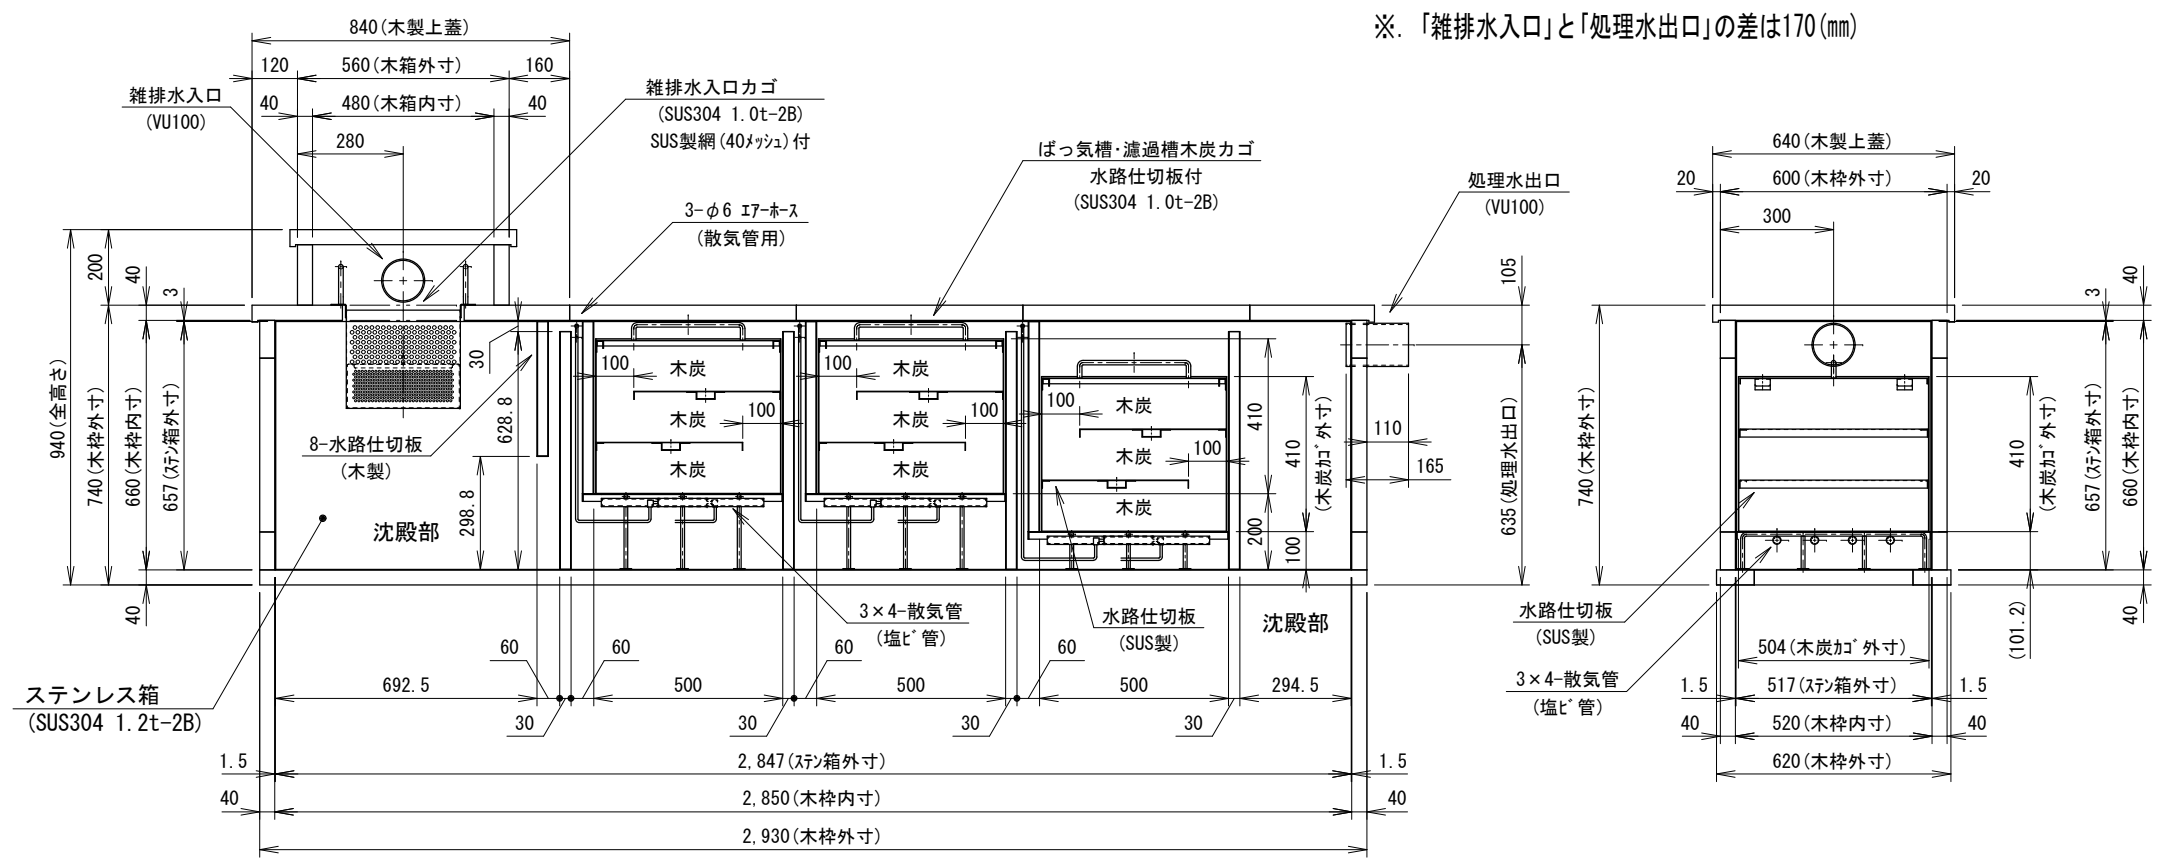 ※. 「雑排水入口」と「処理水出口」の差は170(㎜)
840(木製上蓋)
120
560(木箱外寸)
160
40
480(木箱内寸)
40
280
雑排水入口
(VU100)
雑排水入口カゴ
(SUS304 1.0t-2B)
SUS製網(40ﾒｯｼｭ)付
3-φ6 ｴｱｰﾎｰｽ
(散気管用)
ばっ気槽・濾過槽木炭カゴ
水路仕切板付
(SUS304 1.0t-2B)
処理水出口
(VU100)
940(全高さ)
200
740(木枠外寸)
40
40
660(木枠内寸)
3
657(ｽﾃﾝ箱外寸)
8-水路仕切板
(木製)
沈殿部
298.8
30
628.8
100
木炭
木炭
100
木炭
100
木炭
木炭
100
木炭
100
木炭
木炭
100
木炭
410
200
410
(木炭ｶｺﾞ外寸)
100
105
635(処理水出口)
110
165
3×4-散気管
(塩ﾋﾞ管)
水路仕切板
(SUS製)
沈殿部
ステンレス箱
(SUS304 1.2t-2B)
60
60
60
60
692.5
500
500
500
294.5
30
30
30
30
1.5
2,847(ｽﾃﾝ箱外寸)
1.5
40
2,850(木枠内寸)
40
2,930(木枠外寸)
640(木製上蓋)
20
600(木枠外寸)
20
300
740(木枠外寸)
3
40
410
(木炭ｶｺﾞ外寸)
657(ｽﾃﾝ箱外寸)
660(木枠内寸)
(101.2)
40
水路仕切板
(SUS製)
3×4-散気管
(塩ﾋﾞ管)
504(木炭ｶｺﾞ外寸)
1.5
517(ｽﾃﾝ箱外寸)
1.5
40
520(木枠内寸)
40
620(木枠外寸)